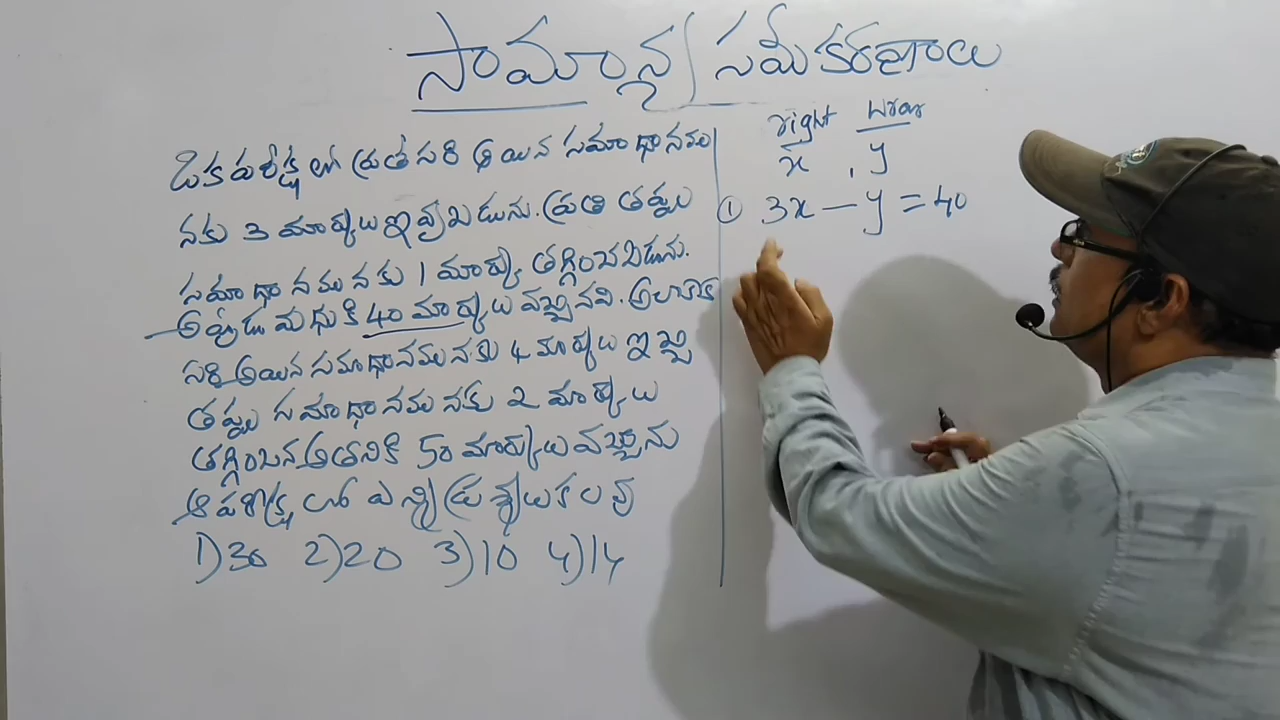 సామాన్య సమీకరణాలు
ఒక పరీక్ష లో ప్రతి సరి అయిన సమాధానము
నకు 3 మార్కులు ఇవ్వబడును. ప్రతి తప్పు
సమాధానము నకు 1 మార్కు తగ్గించబడును.
అప్పుడు మధుకి 40 మార్కులు వచ్చినవి. అలాకాక
సరి అయిన సమాధానము నకు 4 మార్కులు ఇచ్చి
తప్పు సమాధానము నకు 2 మార్కులు
తగ్గించిన అతనికి 50 మార్కులు వచ్చును
ఆ పరీక్ష లో ఎన్ని ప్రశ్నలు కలవు
1) 30 2) 20 3) 10 4) 14
right
x , y
① 3x - y = 40